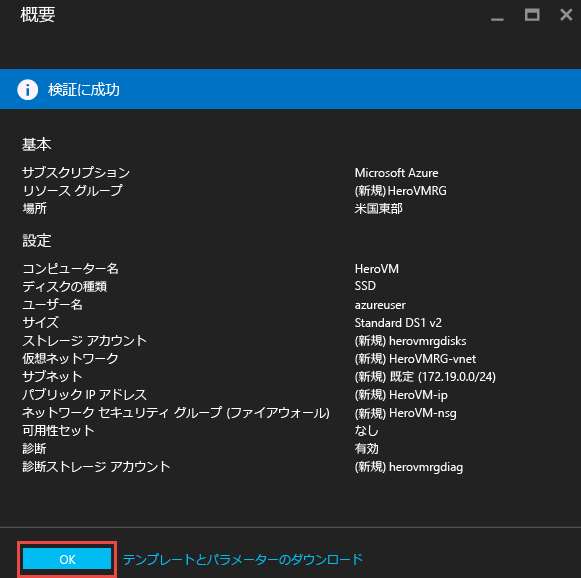 概要
検証に成功
基本
サブスクリプション Microsoft Azure
リソース グループ (新規)HeroVMRG
場所 米国東部
設定
コンピューター名 HeroVM
ディスクの種類 SSD
ユーザー名 azureuser
サイズ Standard DS1 v2
ストレージ アカウント (新規) herovmrgdisks
仮想ネットワーク (新規) HeroVMRG-vnet
サブネット (新規) 既定 (172.19.0.0/24)
パブリック IP アドレス (新規) HeroVM-ip
ネットワーク セキュリティ グループ (ファイアウォール) (新規) HeroVM-nsg
可用性セット なし
診断 有効
診断ストレージ アカウント (新規) herovmrgdiag
OK テンプレートとパラメーターのダウンロード